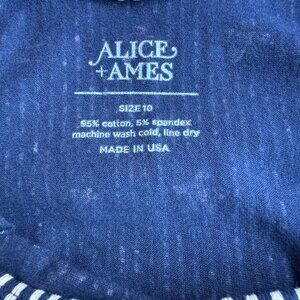 ALICE
+AMES
SIZE 10
95% cotton, 5% spandex
machine wash cold, line dry
MADE IN USA